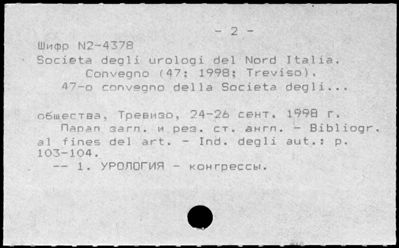 - 2 -
Шифр N2-4378
Societa degli urologi del Nord Italia.
Convegno (47; 1998; Treviso).
47-o convegno della Societa degli...
общества, Тревизо, 24-26 сент. 1998 г.
Парал загл. и рез. ст. англ. - Bibliogr.
al fines del art. - Ind. degli aut.: p.
103-104.
-- 1. УРОЛОГИЯ - конгрессы.